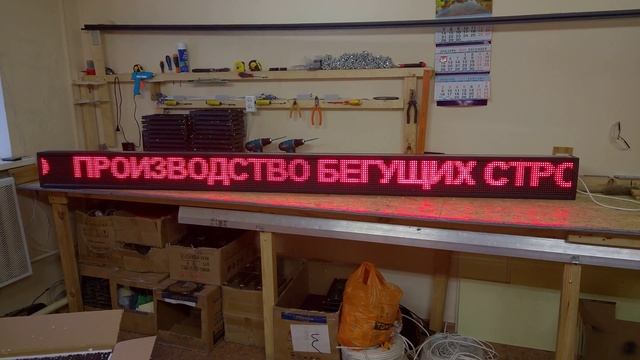 ПРОИЗВОДСТВО БЕГУЩИХ СТРО